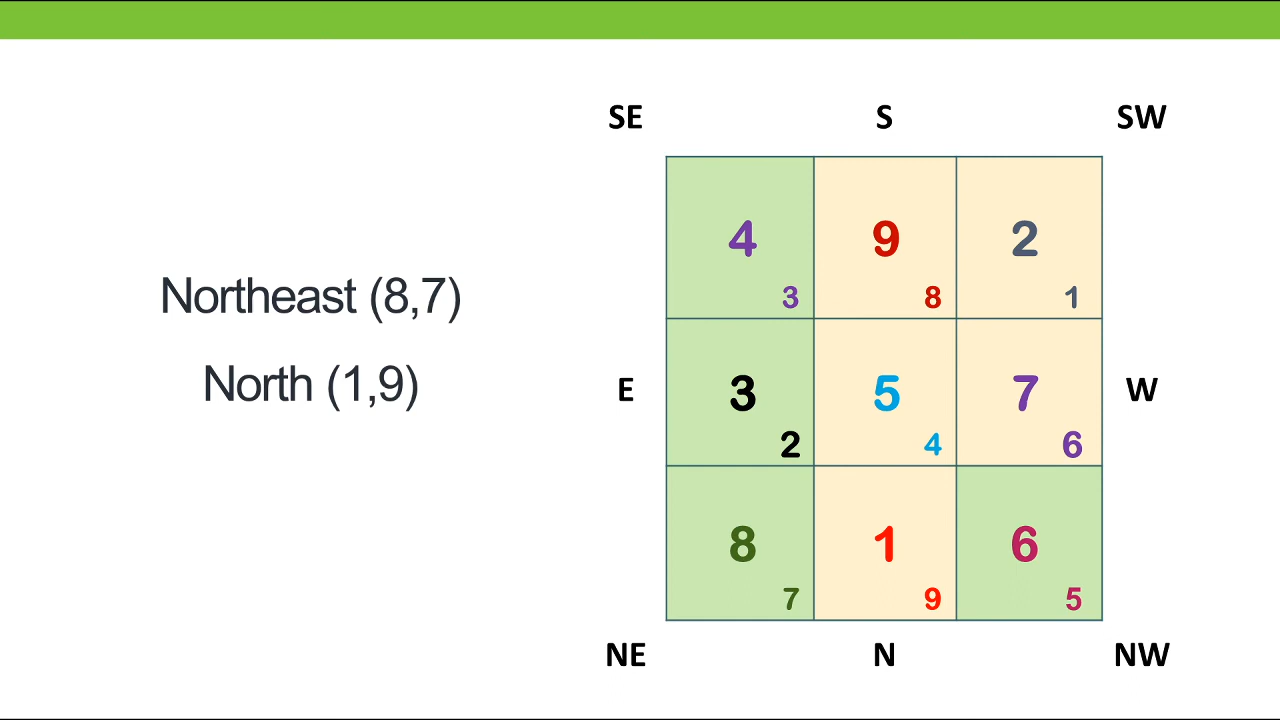 SE S SW
4 9 2
3 8 1
Northeast (8,7)
North (1,9)
E 3 5 7 W
2 4 6
8 1 6
7 9 5
NE N NW